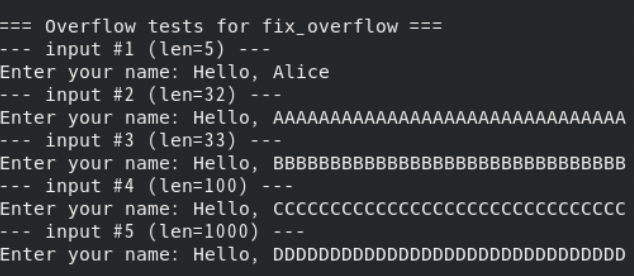 === Overflow tests for fix_overflow ===
--- input #1 (len=5) ---
Enter your name: Hello, Alice
--- input #2 (len=32) ---
Enter your name: Hello, AAAAAAAAAAAAAAAAAAAAAAAAAAAAAAA
--- input #3 (len=33) ---
Enter your name: Hello, BBBBBBBBBBBBBBBBBBBBBBBBBBBBBBB
--- input #4 (len=100) ---
Enter your name: Hello, CCCCCCCCCCCCCCCCCCCCCCCCCCCCCCC
--- input #5 (len=1000) ---
Enter your name: Hello, DDDDDDDDDDDDDDDDDDDDDDDDDDDDDDD